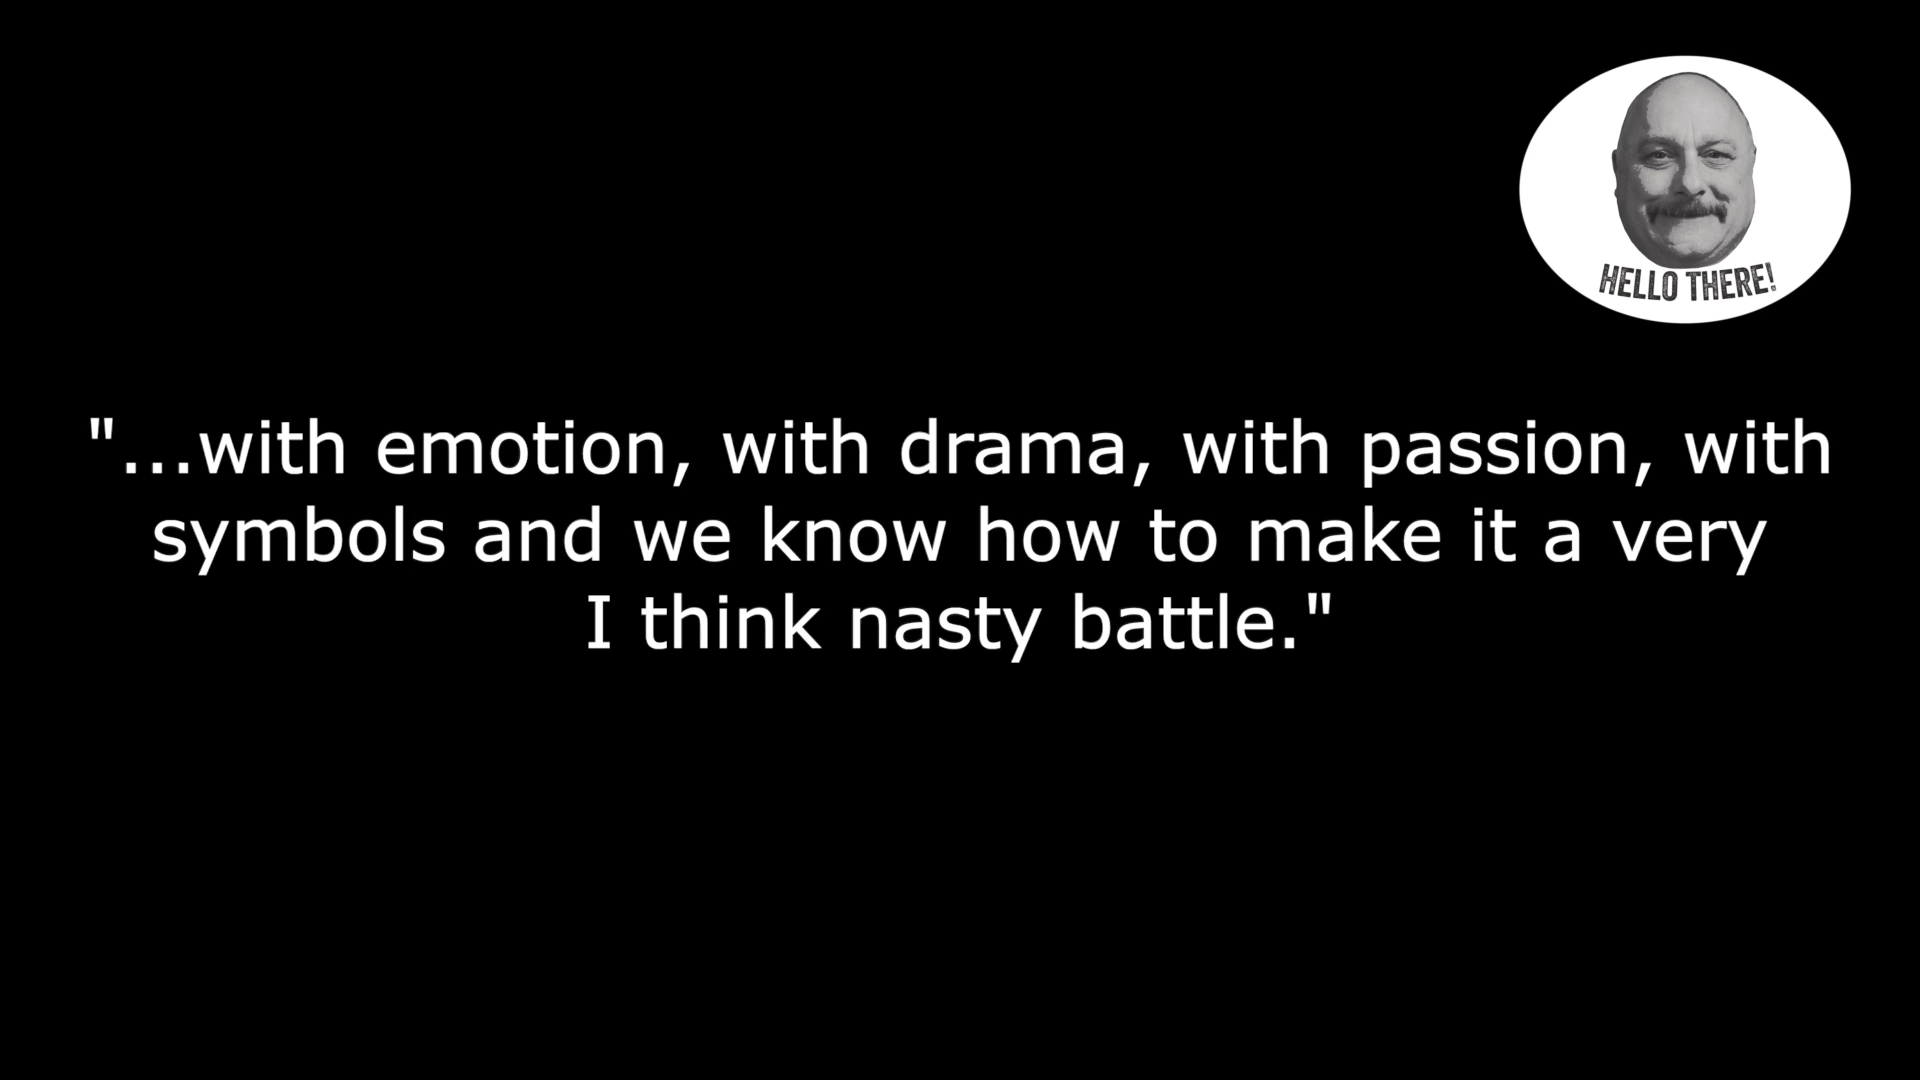 HELLO THERE!
"...with emotion, with drama, with passion, with
symbols and we know how to make it a very
I think nasty battle."